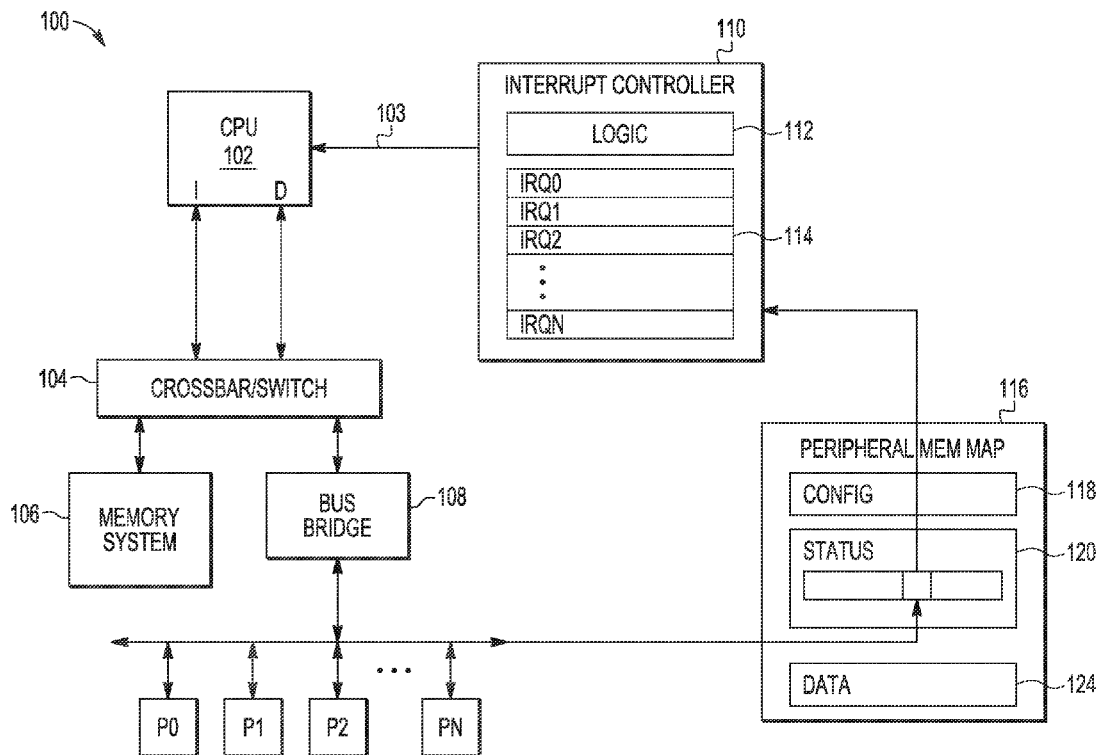 100
110
INTERRUPT CONTROLLER
LOGIC
112
CPU
102
103
I
D
IRQ0
IRQ1
IRQ2
114
IRQN
104
CROSSBAR/SWITCH
116
PERIPHERAL MEM MAP
CONFIG
118
106
MEMORY
SYSTEM
BUS
BRIDGE
108
STATUS
120
DATA
124
P0
P1
P2
PN